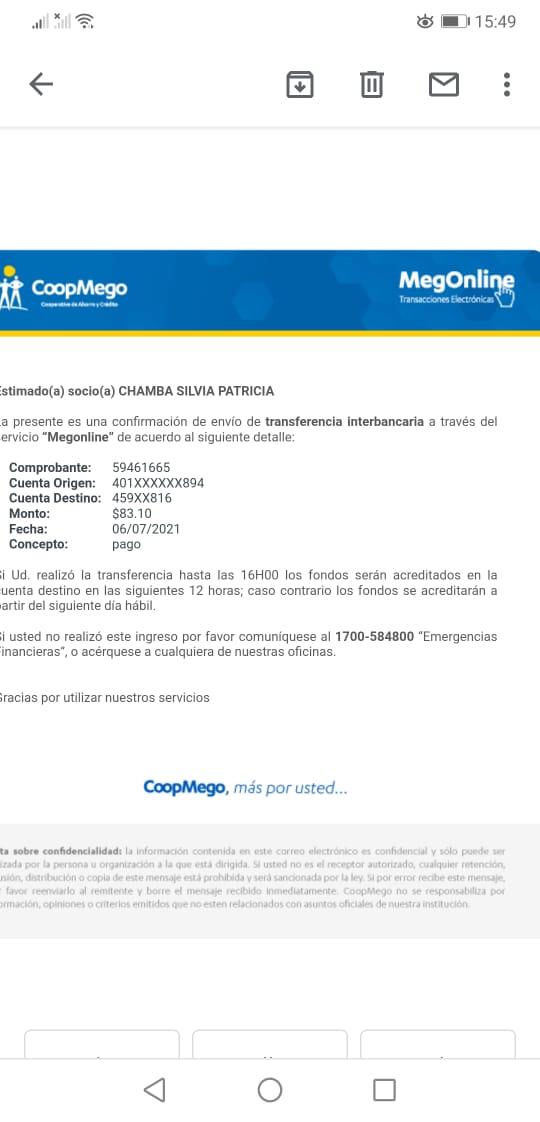 15:49
CoopMego
Cooperativa de Ahorro y Crédito
MegOnline
Transacciones Electrónicas
Estimado(a) socio(a) CHAMBA SILVIA PATRICIA
La presente es una confirmación de envío de transferencia interbancaria a través del
servicio “Megonline” de acuerdo al siguiente detalle:
Comprobante: 59461665
Cuenta Origen: 401XXXXXX894
Cuenta Destino: 459XX816
Monto: $83.10
Fecha: 06/07/2021
Concepto: pago
Si Ud. realizó la transferencia hasta las 16H00 los fondos serán acreditados en la
cuenta destino en las siguientes 12 horas; caso contrario los fondos se acreditarán a
partir del siguiente día hábil.
Si usted no realizó este ingreso por favor comuníquese al 1700-584800 “Emergencias
Financieras”, o acérquese a cualquiera de nuestras oficinas.
Gracias por utilizar nuestros servicios
CoopMego, más por usted...
ta sobre confidencialidad: la información contenida en este correo electrónico es confidencial y sólo puede ser
izada por la persona u organización a la que está dirigida. Si usted no es el receptor autorizado, cualquier retención,
usión, distribución o copia de este mensaje está prohibida y será sancionada por la ley. Si por error recibe este mensaje,
favor reenviarlo al remitente y borre el mensaje recibido inmediatamente. CoopMego no se responsabiliza por
ormación, opiniones o criterios emitidos que no esten relacionados con asuntos oficiales de nuestra institución.